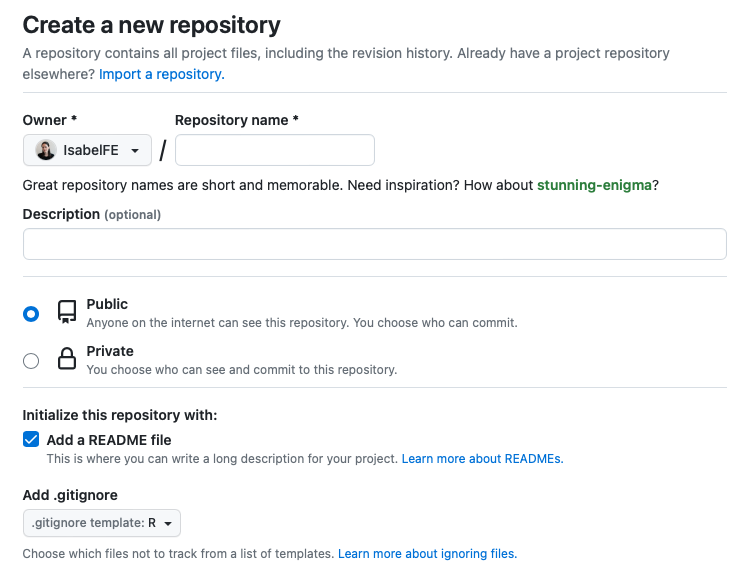 Create a new repository
A repository contains all project files, including the revision history. Already have a project repository
elsewhere? Import a repository.
Owner * Repository name *
IsabelFE /
Great repository names are short and memorable. Need inspiration? How about stunning-enigma?
Description (optional)
Public
Anyone on the internet can see this repository. You choose who can commit.
Private
You choose who can see and commit to this repository.
Initialize this repository with:
Add a README file
This is where you can write a long description for your project. Learn more about READMEs.
Add .gitignore
.gitignore template: R
Choose which files not to track from a list of templates. Learn more about ignoring files.